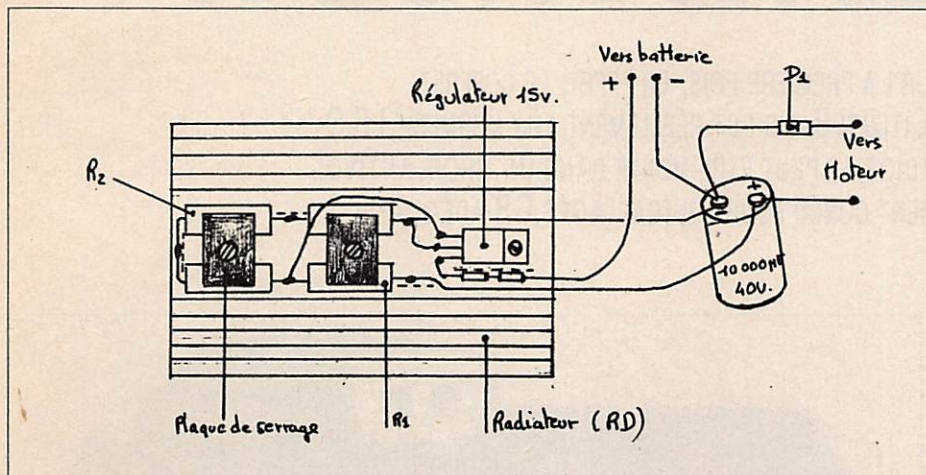 Vers batterie
+ -
D1
Régulateur 15v.
Vers
Moteur
R2
- +
10 000µF
40V.
Plaque de serrage
R1
Radiateur (RD)